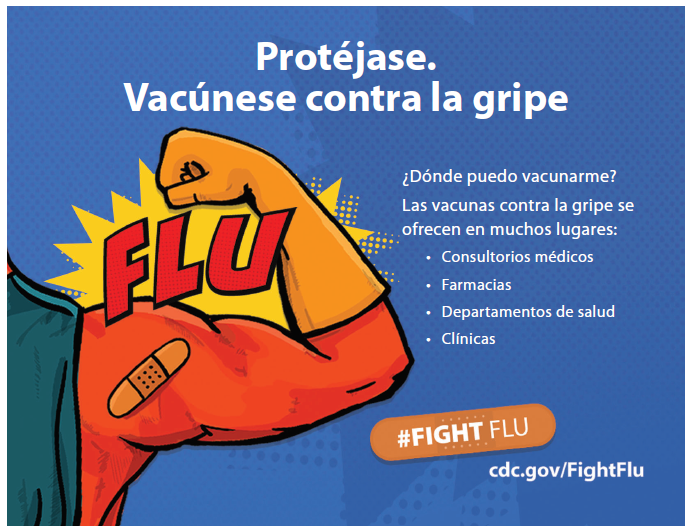 Protéjase.
Vacúnese contra la gripe
FLU
¿Dónde puedo vacunarme?
Las vacunas contra la gripe se
ofrecen en muchos lugares:
• Consultorios médicos
• Farmacias
• Departamentos de salud
• Clínicas
#FIGHT FLU
cdc.gov/FightFlu